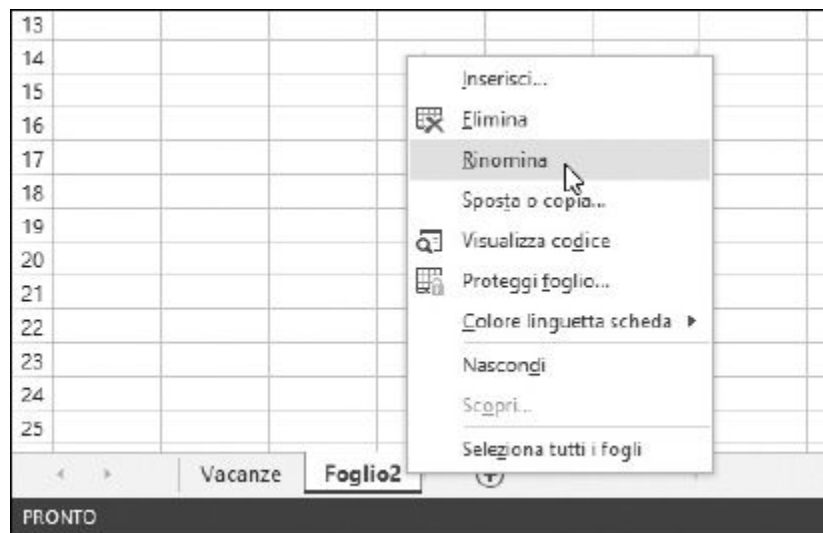 13
14
15
16
17
18
19
20
21
22
23
24
25
Inserisci...
Elimina
Rinomina
Sposta o copia...
Visualizza codice
Proteggi foglio...
Colore linguetta scheda
Nascondi
Scopri...
Seleziona tutti i fogli
Vacanze Foglio2
PRONTO